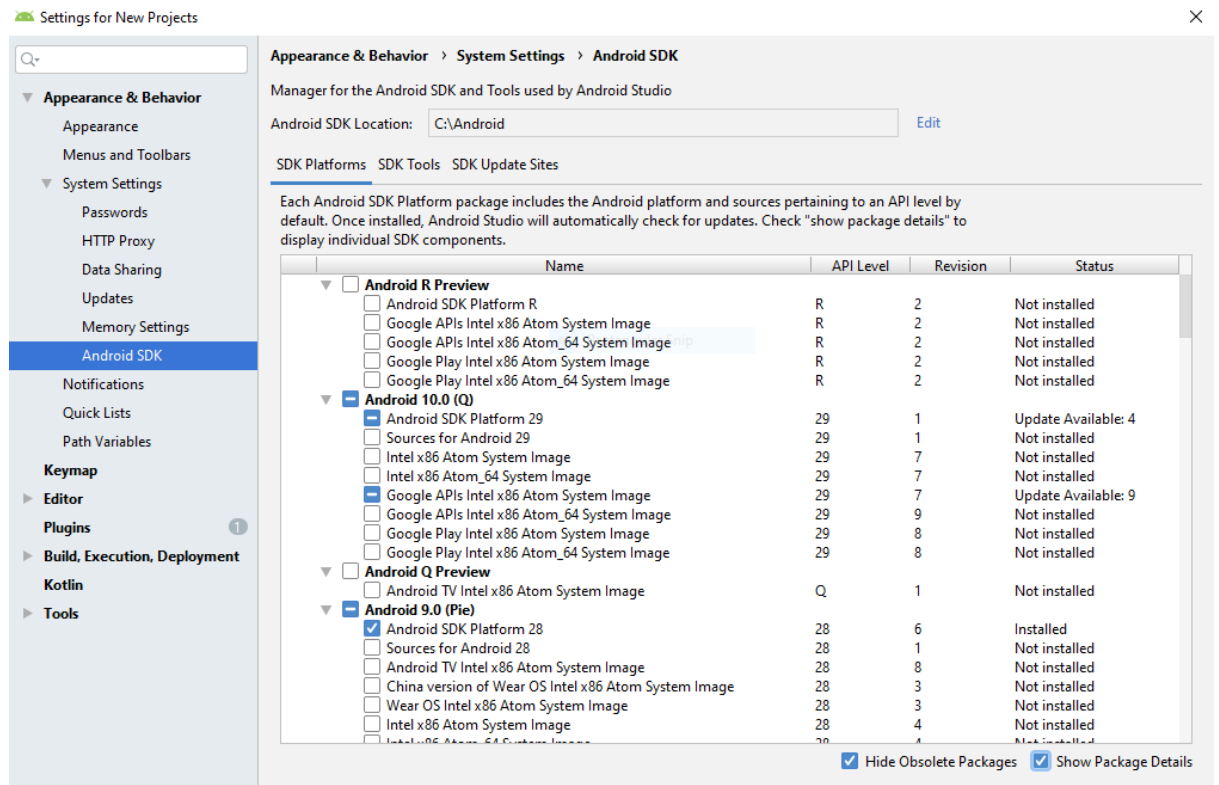 Settings for New Projects
Appearance & Behavior
Appearance
Menus and Toolbars
System Settings
Passwords
HTTP Proxy
Data Sharing
Updates
Memory Settings
Android SDK
Notifications
Quick Lists
Path Variables
Keymap
Editor
Plugins 1
Build, Execution, Deployment
Kotlin
Tools
Appearance & Behavior › System Settings › Android SDK
Manager for the Android SDK and Tools used by Android Studio
Android SDK Location: C:\Android Edit
SDK Platforms SDK Tools SDK Update Sites
Each Android SDK Platform package includes the Android platform and sources pertaining to an API level by
default. Once installed, Android Studio will automatically check for updates. Check "show package details" to
display individual SDK components.
Name API Level Revision Status
Android R Preview
Android SDK Platform R R 2 Not installed
Google APIs Intel x86 Atom System Image R 2 Not installed
Google APIs Intel x86 Atom_64 System Image R 2 Not installed
Google Play Intel x86 Atom System Image R 2 Not installed
Google Play Intel x86 Atom_64 System Image R 2 Not installed
Android 10.0 (Q)
Android SDK Platform 29 29 1 Update Available: 4
Sources for Android 29 29 1 Not installed
Intel x86 Atom System Image 29 7 Not installed
Intel x86 Atom_64 System Image 29 7 Not installed
Google APIs Intel x86 Atom System Image 29 7 Update Available: 9
Google APIs Intel x86 Atom_64 System Image 29 9 Not installed
Google Play Intel x86 Atom System Image 29 8 Not installed
Google Play Intel x86 Atom_64 System Image 29 8 Not installed
Android Q Preview
Android TV Intel x86 Atom System Image Q 1 Not installed
Android 9.0 (Pie)
Android SDK Platform 28 28 6 Installed
Sources for Android 28 28 1 Not installed
Android TV Intel x86 Atom System Image 28 8 Not installed
China version of Wear OS Intel x86 Atom System Image 28 3 Not installed
Wear OS Intel x86 Atom System Image 28 3 Not installed
Intel x86 Atom System Image 28 4 Not installed
Intel x86 Atom_64 System Image 28 4 Not installed
Hide Obsolete Packages Show Package Details